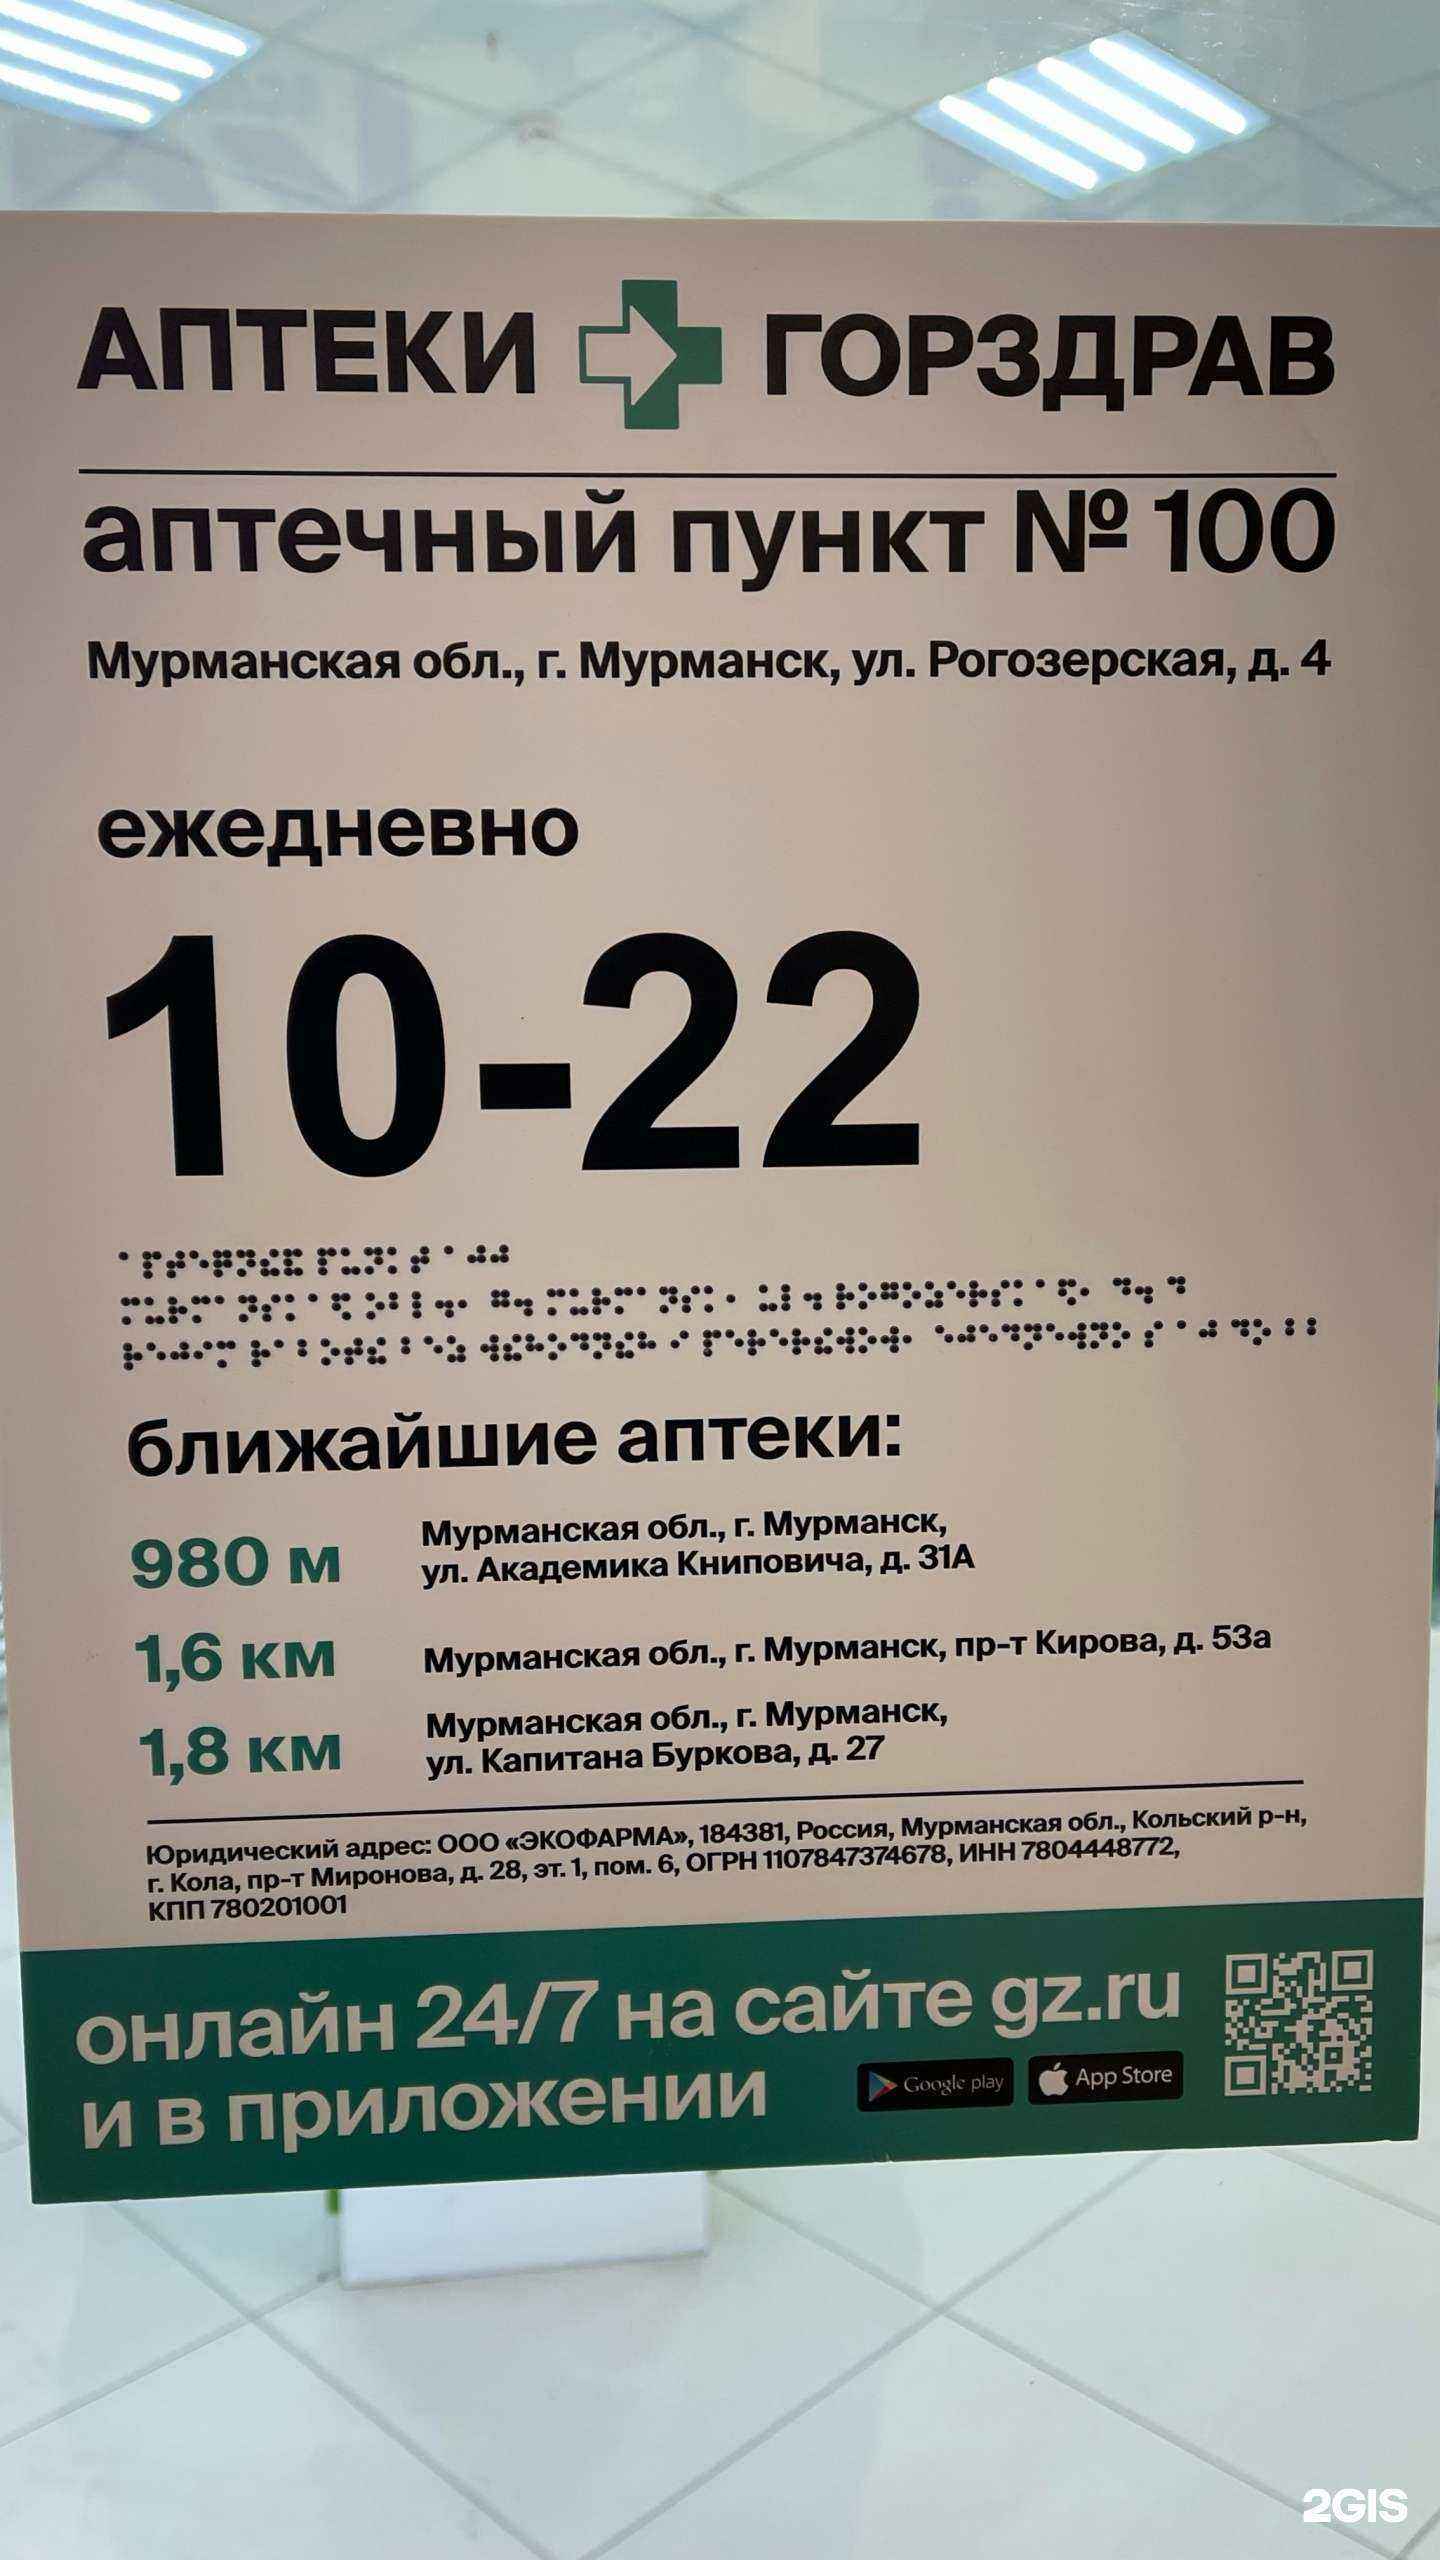 АПТЕКИ ГОРЗДРАВ
аптечный пункт № 100
Мурманская обл., г. Мурманск, ул. Рогозерская, д. 4
ежедневно
10-22
ближайшие аптеки:
980 м Мурманская обл., г. Мурманск,
ул. Академика Книповича, д. 31А
1,6 км Мурманская обл., г. Мурманск, пр-т Кирова, д. 53а
1,8 км Мурманская обл., г. Мурманск,
ул. Капитана Буркова, д. 27
Юридический адрес: ООО «ЭКОФАРМА», 184381, Россия, Мурманская обл., Кольский р-н,
г. Кола, пр-т Миронова, д. 28, эт. 1, пом. 6, ОГРН 1107847374678, ИНН 7804448772,
КПП 780201001
онлайн 24/7 на сайте gz.ru
и в приложении
Google play App Store
2GIS